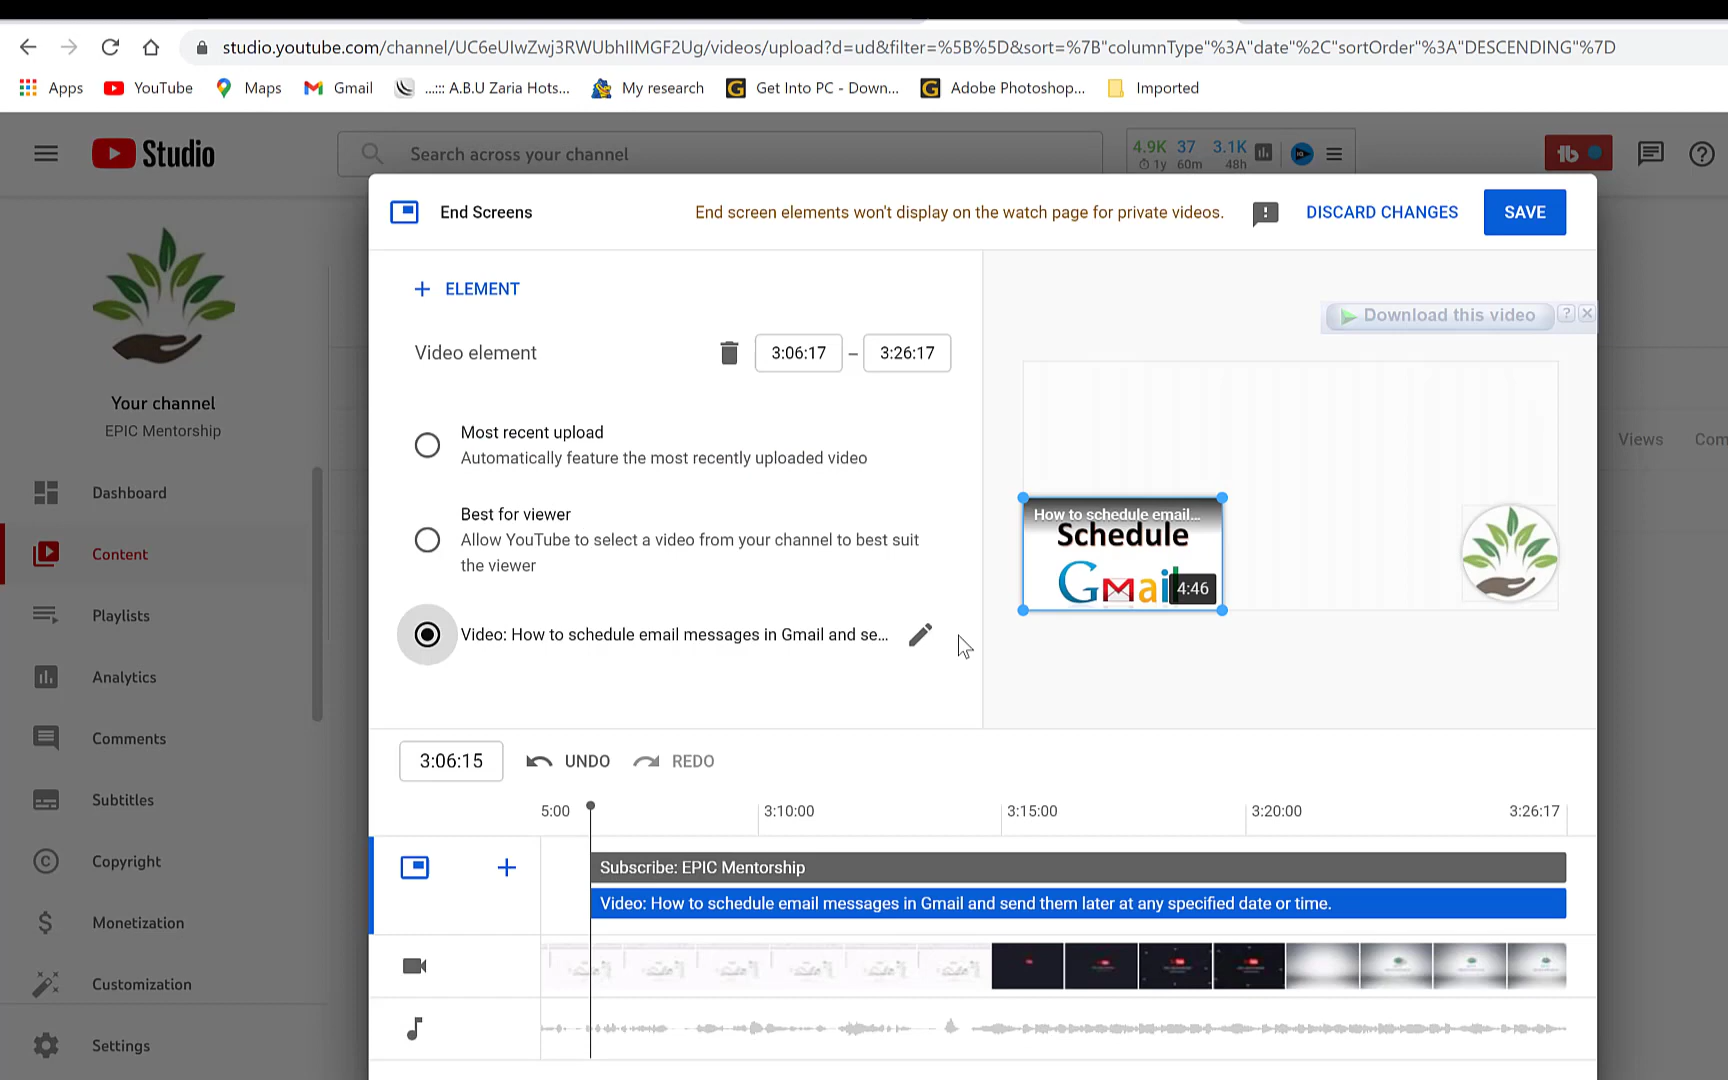 studio.youtube.com/channel/UC6eUIwZwj3RWUbhIIMGF2Ug/videos/upload?d=ud&filter=%5B%5D&sort=%7B"columnType"%3A"date"%2C"sortOrder"%3A"DESCENDING"%7D
Apps YouTube Maps Gmail ...::: A.B.U Zaria Hots... My research Get Into PC - Down... Adobe Photoshop... Imported
Studio
Search across your channel
4.9K 37 3.1K
1y 60m 48h
End Screens
End screen elements won't display on the watch page for private videos.
DISCARD CHANGES
SAVE
ELEMENT
Download this video
Video element
3:06:17 – 3:26:17
Your channel
EPIC Mentorship
Most recent upload
Automatically feature the most recently uploaded video
Best for viewer
Allow YouTube to select a video from your channel to best suit
the viewer
Video: How to schedule email messages in Gmail and se...
How to schedule email...
Schedule
Gmail
4:46
Views Com
Dashboard
Content
Playlists
Analytics
Comments
Subtitles
Copyright
Monetization
Customization
Settings
3:06:15 UNDO REDO
5:00 3:10:00 3:15:00 3:20:00 3:26:17
Subscribe: EPIC Mentorship
Video: How to schedule email messages in Gmail and send them later at any specified date or time.